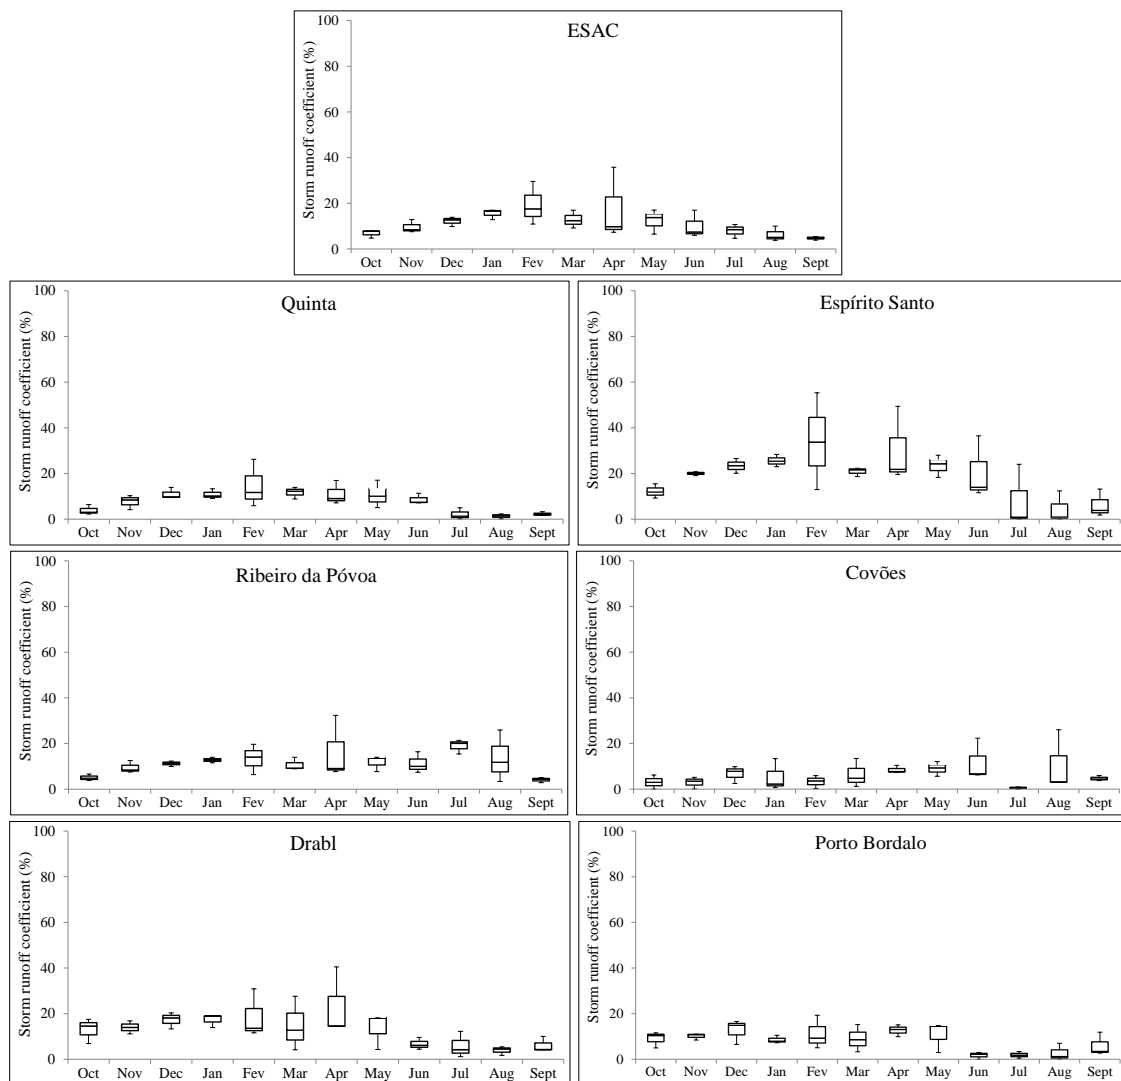 ESAC
Storm runoff coefficient (%)
100
80
60
40
20
0
Oct Nov Dec Jan Fev Mar Apr May Jun Jul Aug Sept
Quinta
Storm runoff coefficient (%)
100
80
60
40
20
0
Oct Nov Dec Jan Fev Mar Apr May Jun Jul Aug Sept
Espírito Santo
Storm runoff coefficient (%)
100
80
60
40
20
0
Oct Nov Dec Jan Fev Mar Apr May Jun Jul Aug Sept
Ribeiro da Póvoa
Storm runoff coefficient (%)
100
80
60
40
20
0
Oct Nov Dec Jan Fev Mar Apr May Jun Jul Aug Sept
Covões
Storm runoff coefficient (%)
100
80
60
40
20
0
Oct Nov Dec Jan Fev Mar Apr May Jun Jul Aug Sept
Drabl
Storm runoff coefficient (%)
100
80
60
40
20
0
Oct Nov Dec Jan Fev Mar Apr May Jun Jul Aug Sept
Porto Bordalo
Storm runoff coefficient (%)
100
80
60
40
20
0
Oct Nov Dec Jan Fev Mar Apr May Jun Jul Aug Sept